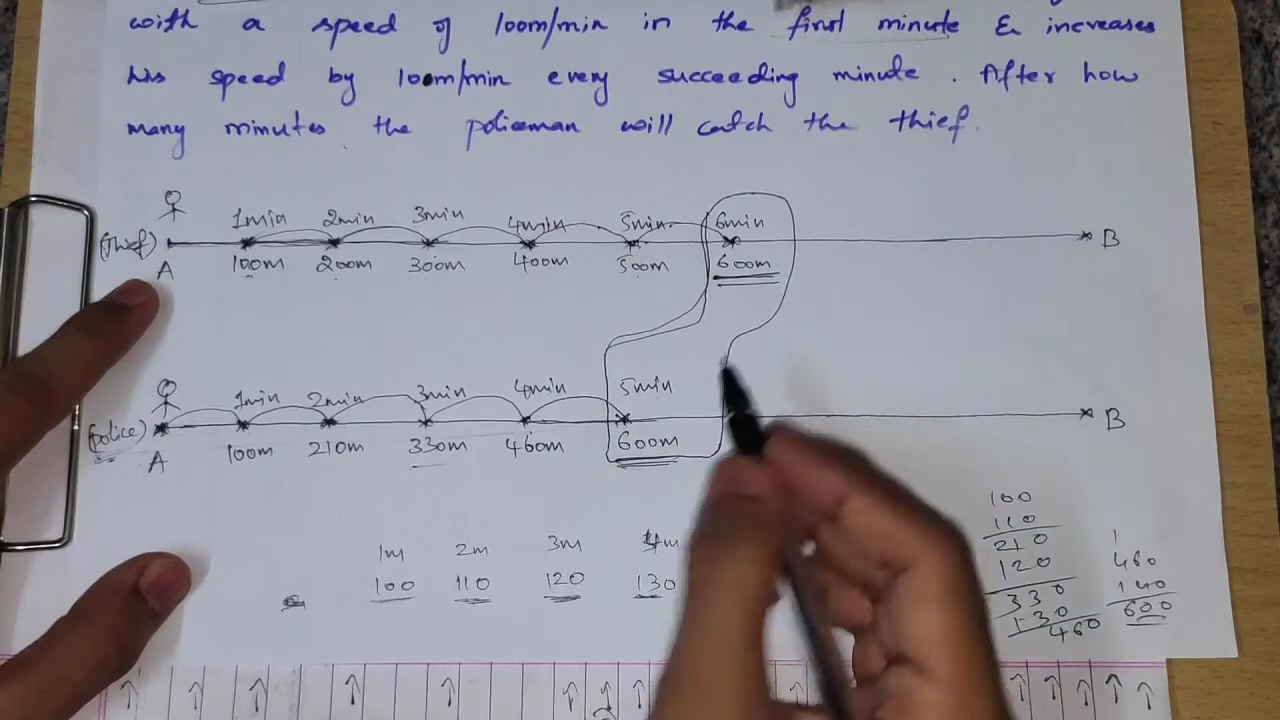 with a speed of 100m/min in the first minute & increases
his speed by 100m/min every succeeding minute. After how
many minutes the policeman will catch the thief.
1min 2min 3min 4min 5min 6min
(Thief)
B
A 100m 200m 300m 400m 500m 600m
1min 2min 3min 4min 5min
(police)
B
A 100m 210m 330m 460m 600m
1m 2m 3m 4m
100 110 120 130
100
110
210
120
330
130
460
1
460
140
600